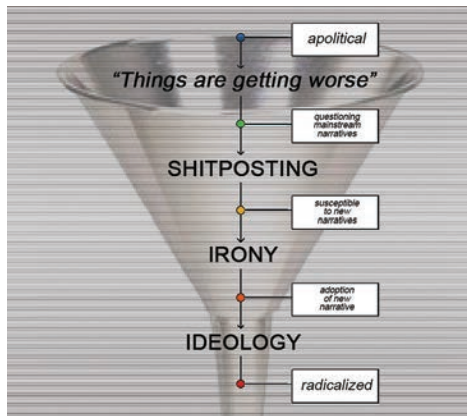 apolitical
“Things are getting worse”
questioning
mainstream
narratives
SHITPOSTING
susceptible
to new
narratives
IRONY
adoption
of new
narrative
IDEOLOGY
radicalized